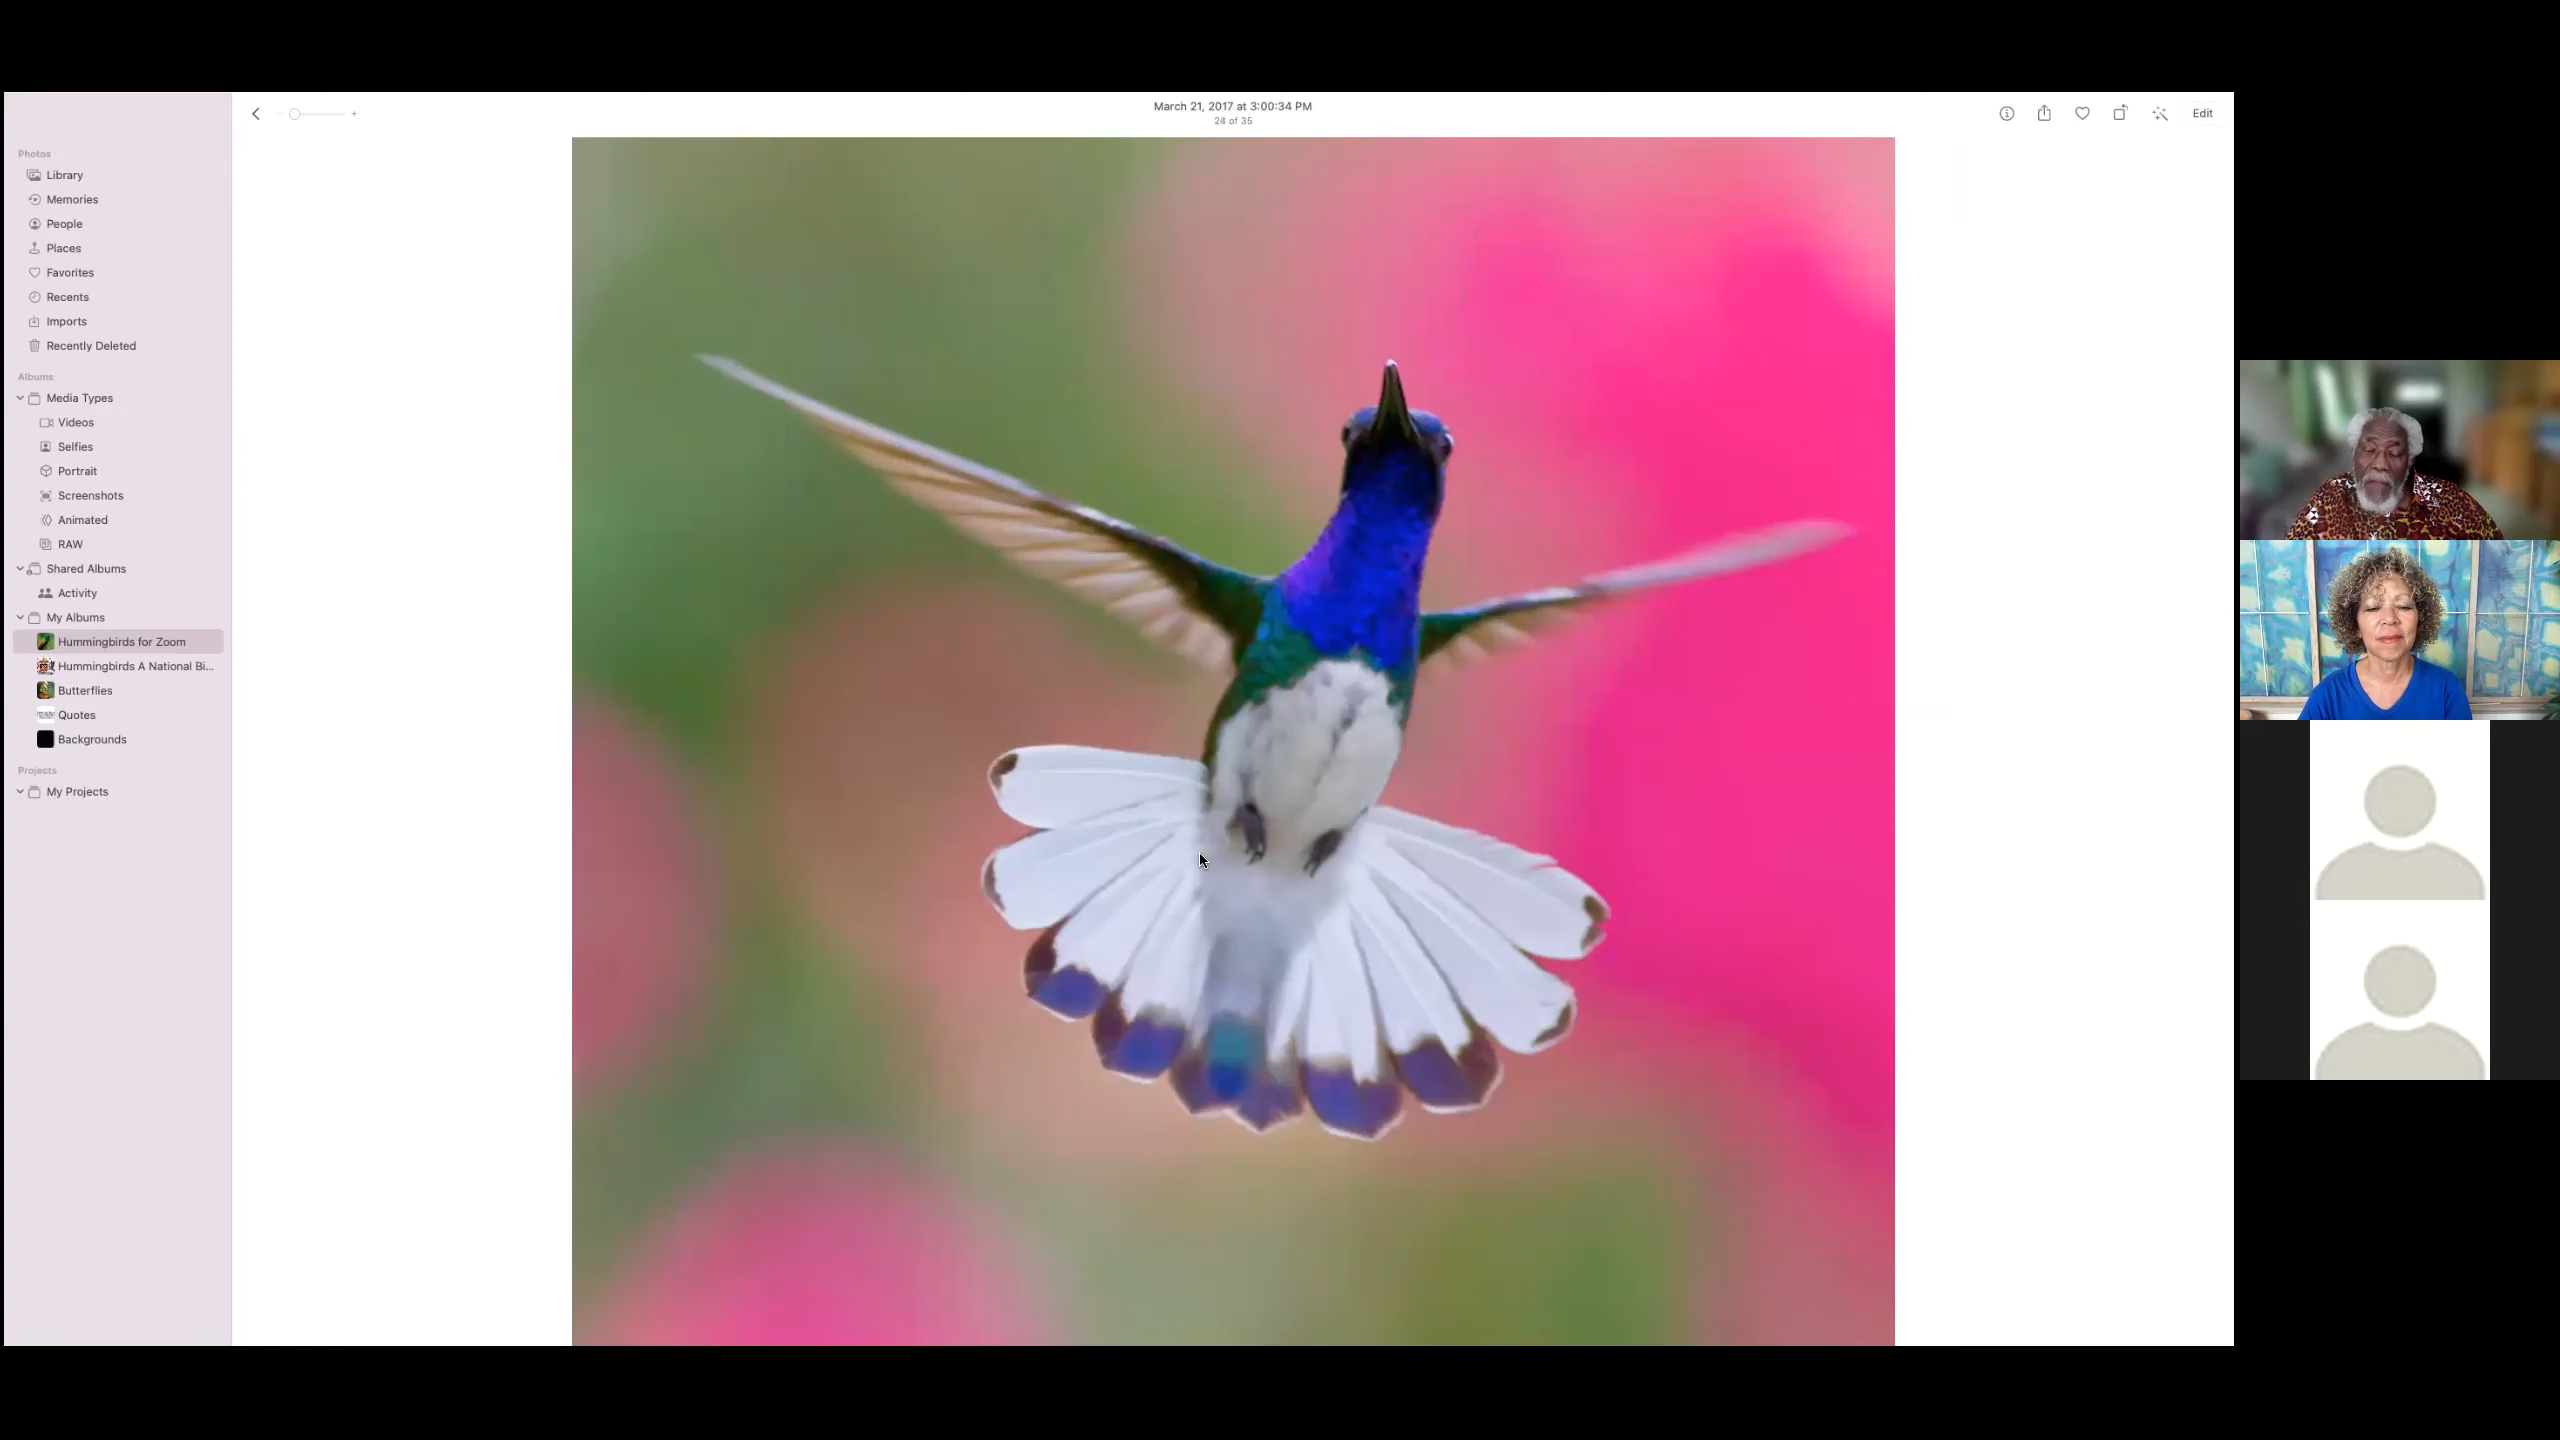 March 21, 2017 at 3:00:34 PM
24 of 35
Edit
Photos
Library
Memories
People
Places
Favorites
Recents
Imports
Recently Deleted
Albums
Media Types
Videos
Selfies
Portrait
Screenshots
Animated
RAW
Shared Albums
Activity
My Albums
Hummingbirds for Zoom
Hummingbirds A National Bi...
Butterflies
Quotes
Backgrounds
Projects
My Projects